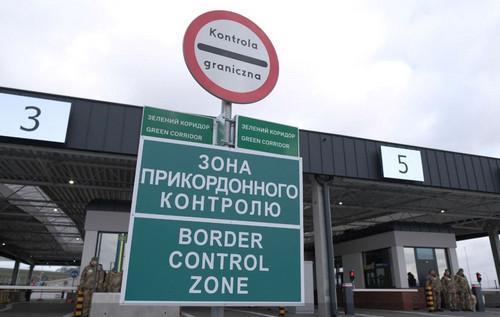 Kontrola
graniczna
3
ЗЕЛЕНИЙ КОРИДОР
GREEN CORRIDOR
ЗЕЛЕНИЙ КОРИДОР
GREEN CORRIDOR
5
ЗОНА
ПРИКОРДОННОГО
КОНТРОЛЮ
BORDER
CONTROL
ZONE